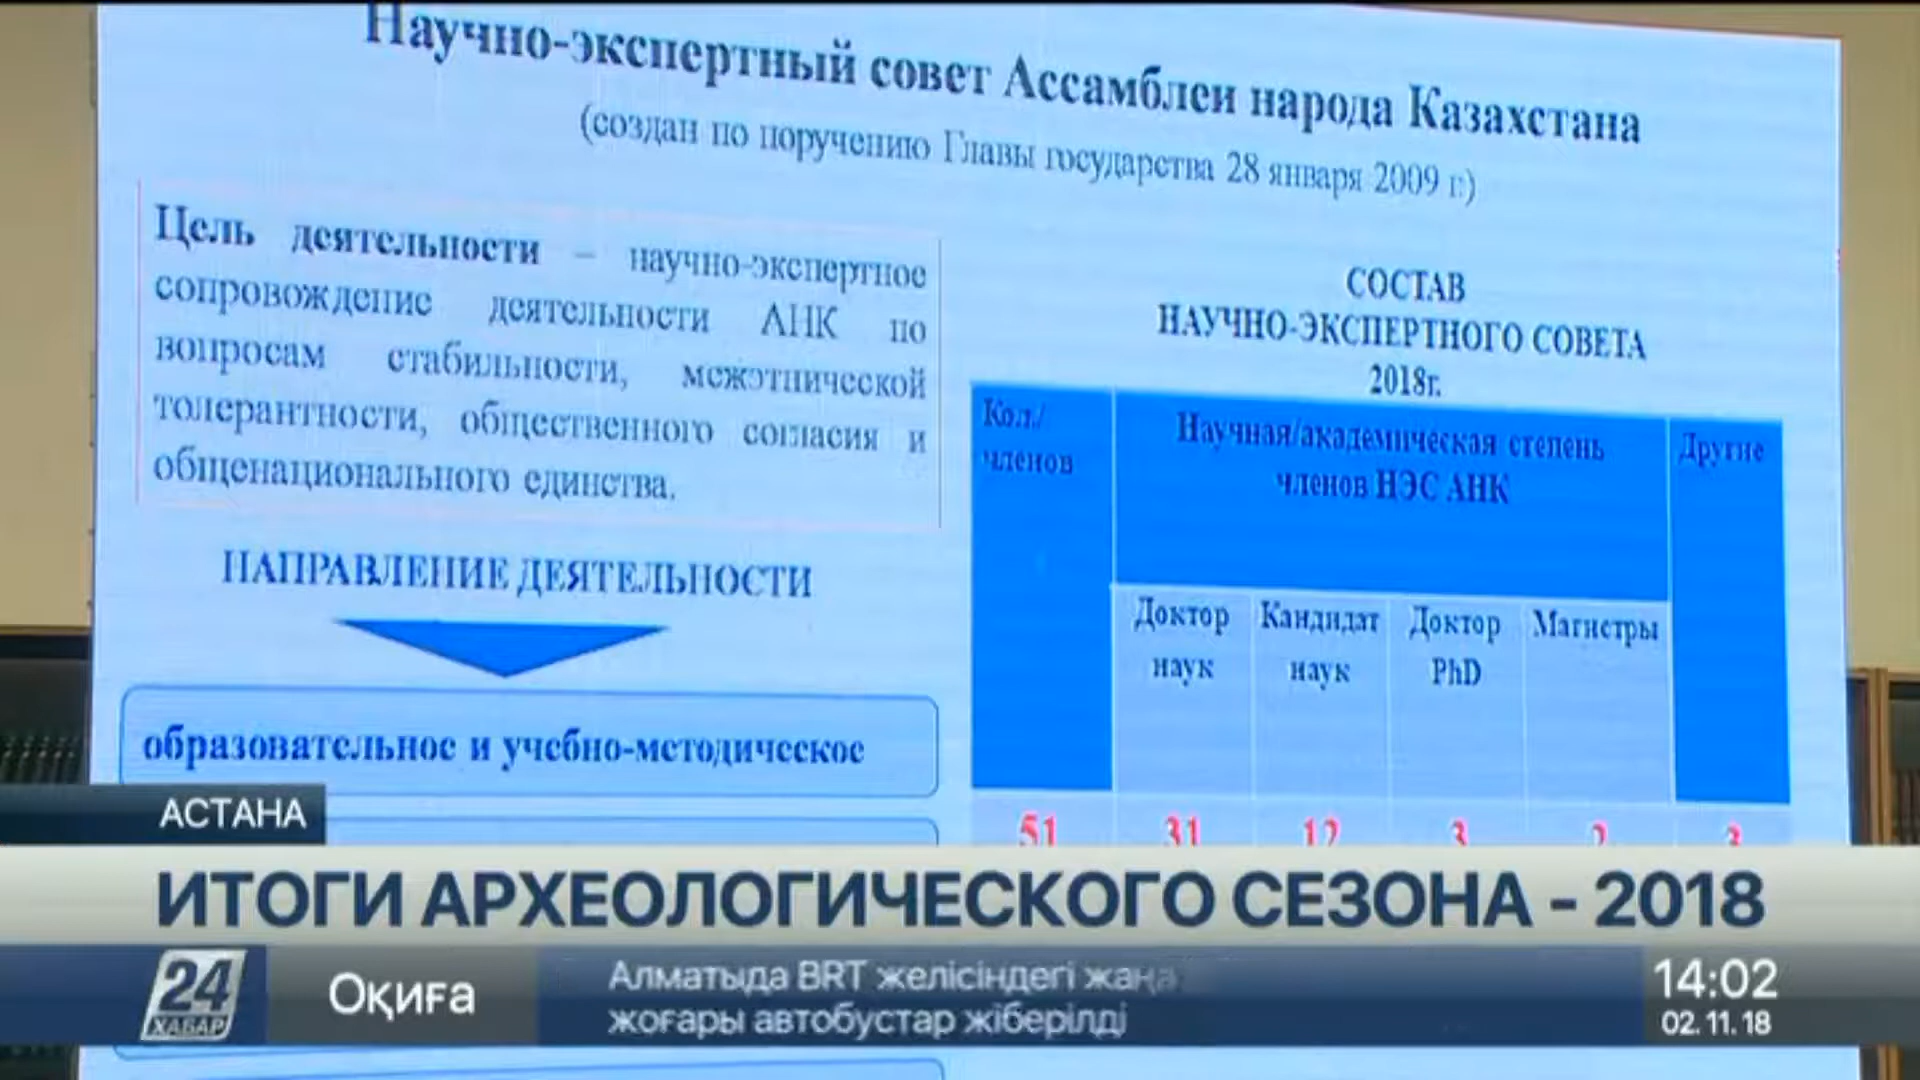 Научно-экспертный совет Ассамблеи народа Казахстана
(создан по поручению Главы государства 28 января 2009 г.)
Цель деятельности – научно-экспертное
сопровождение деятельности АНК по
вопросам стабильности, межэтнической
толерантности, общественного согласия и
общенационального единства.
НАПРАВЛЕНИЕ ДЕЯТЕЛЬНОСТИ
образовательное и учебно-методическое
СОСТАВ
НАУЧНО-ЭКСПЕРТНОГО СОВЕТА
2018г.
Кол./
членов
Научная/академическая степень
членов НЭС АНК
Другие
Доктор
наук
Кандидат
наук
Доктор
PhD
Магистры
51 31 12 3 2 3
АСТАНА
ИТОГИ АРХЕОЛОГИЧЕСКОГО СЕЗОНА - 2018
24
ХАБАР
Оқиға
Алматыда BRT желісіндегі жаңа
жоғары автобустар жіберілді
14:02
02.11.18